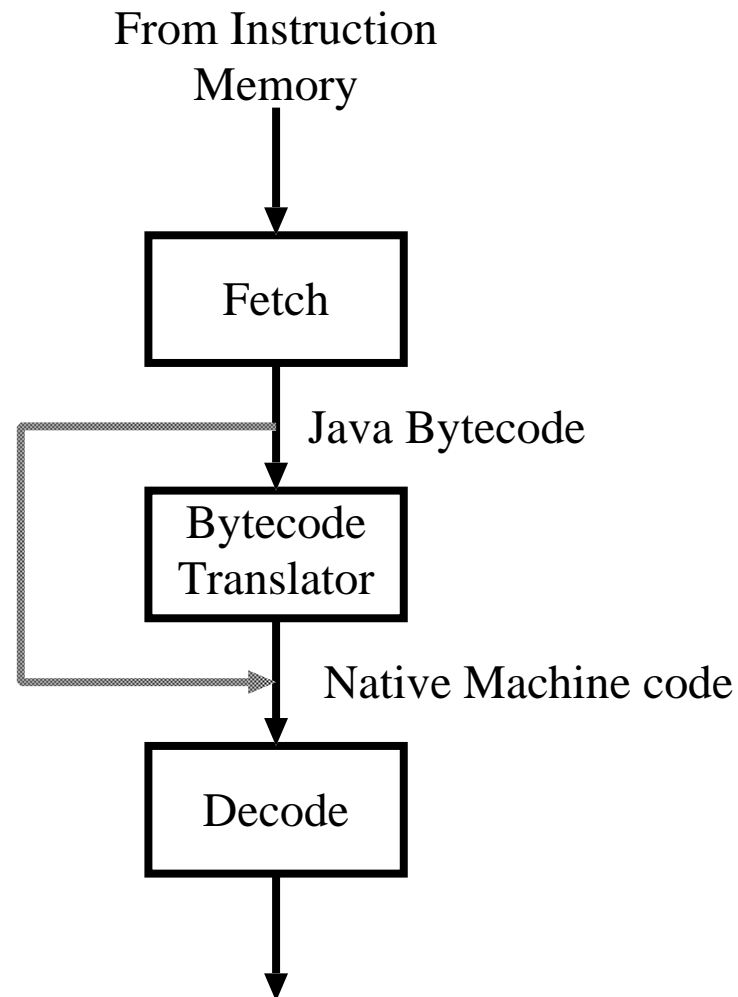 From Instruction
Memory
Fetch
Java Bytecode
Bytecode
Translator
Native Machine code
Decode